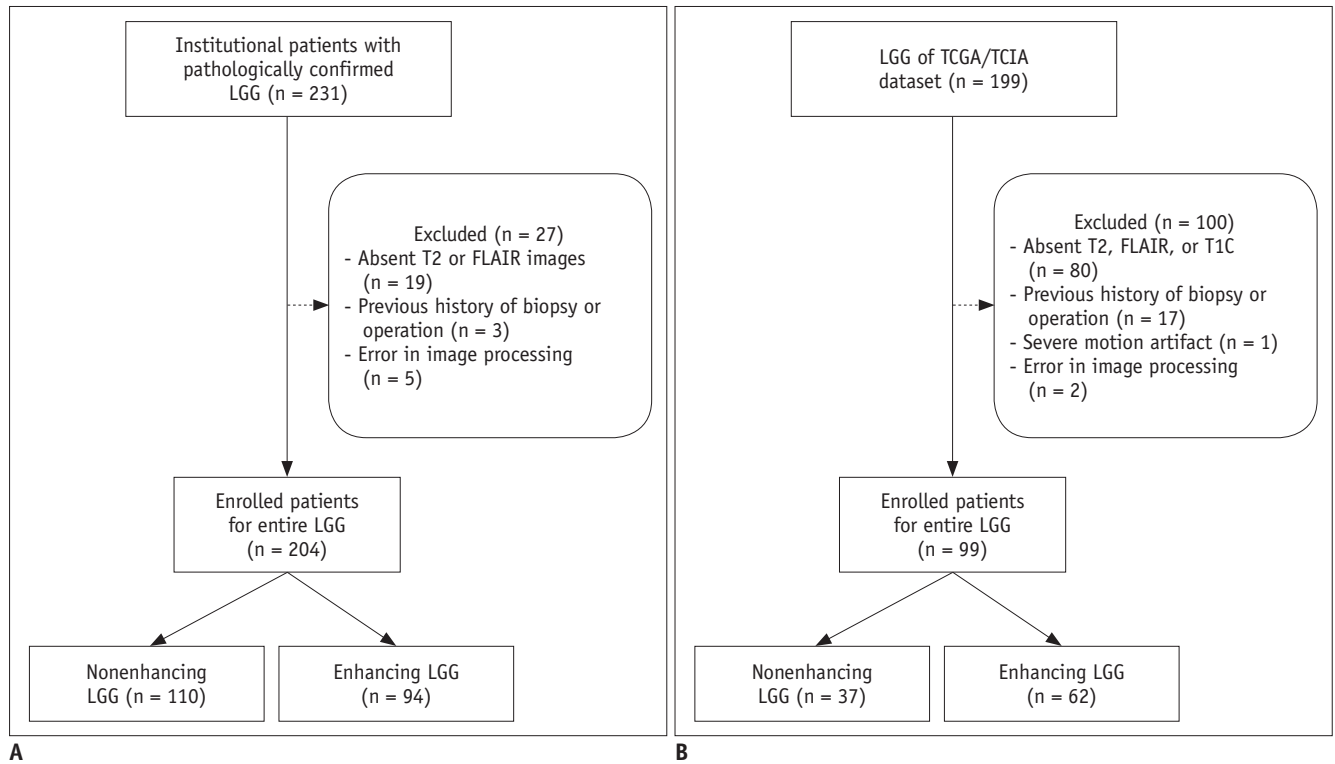 Institutional patients with
pathologically confirmed
LGG (n = 231)
Excluded (n = 27)
- Absent T2 or FLAIR images
(n = 19)
- Previous history of biopsy or
operation (n = 3)
- Error in image processing
(n = 5)
Enrolled patients
for entire LGG
(n = 204)
Nonenhancing
LGG (n = 110)
Enhancing LGG
(n = 94)
A
LGG of TCGA/TCIA
dataset (n = 199)
Excluded (n = 100)
- Absent T2, FLAIR, or T1C
(n = 80)
- Previous history of biopsy or
operation (n = 17)
- Severe motion artifact (n = 1)
- Error in image processing
(n = 2)
Enrolled patients
for entire LGG
(n = 99)
Nonenhancing
LGG (n = 37)
Enhancing LGG
(n = 62)
B